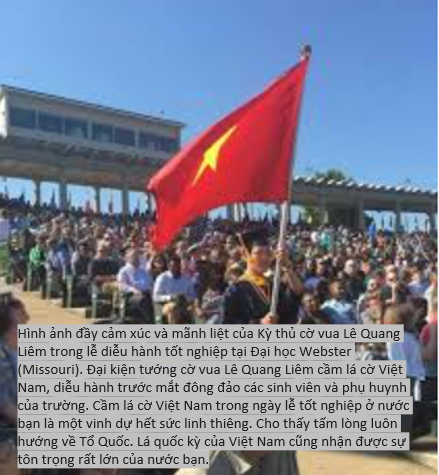 Hình ảnh đầy cảm xúc và mãnh liệt của Kỳ thủ cờ vua Lê Quang
Liêm trong lễ diễu hành tốt nghiệp tại Đại học Webster
(Missouri). Đại kiện tướng cờ vua Lê Quang Liêm cầm lá cờ Việt
Nam, diễu hành trước mắt đông đảo các sinh viên và phụ huynh
của trường. Cầm lá cờ Việt Nam trong ngày lễ tốt nghiệp ở nước
bạn là một vinh dự hết sức linh thiêng. Cho thấy tấm lòng luôn
hướng về Tổ Quốc. Lá quốc kỳ của Việt Nam cũng nhận được sự
tôn trọng rất lớn của nước bạn.